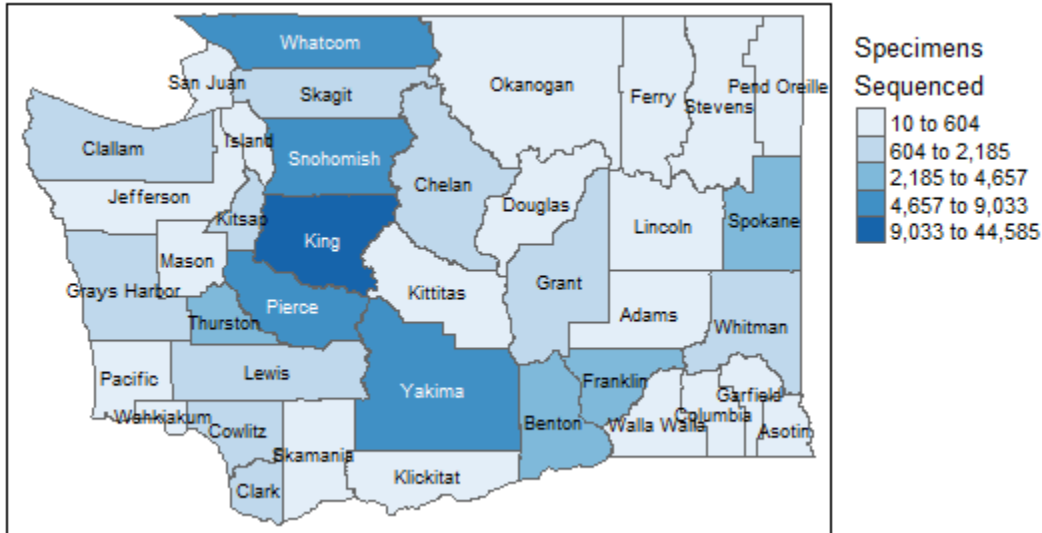 Whatcom
San Juan
Skagit
Okanogan
Ferry
Stevens
Pend Oreille
Clallam
Island
Snohomish
Chelan
Jefferson
Kitsap
Douglas
Lincoln
Spokane
King
Mason
Grays Harbor
Kittitas
Grant
Pierce
Thurston
Adams
Whitman
Pacific
Lewis
Yakima
Franklin
Garfield
Wahkiakum
Cowlitz
Benton
Walla Walla
Columbia
Asotin
Skamania
Klickitat
Clark
Specimens
Sequenced
10 to 604
604 to 2,185
2,185 to 4,657
4,657 to 9,033
9,033 to 44,585